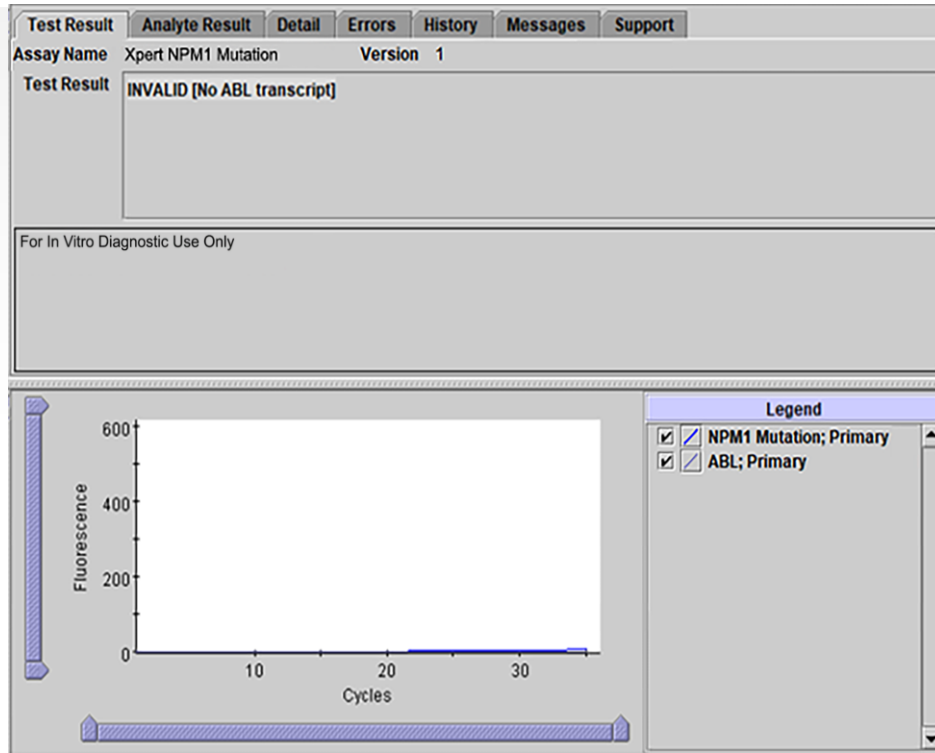 Test Result Analyte Result Detail Errors History Messages Support
Assay Name Xpert NPM1 Mutation Version 1
Test Result INVALID [No ABL transcript]
For In Vitro Diagnostic Use Only
Legend
NPM1 Mutation; Primary
ABL; Primary
600
400
200
0
Fluorescence
10 20 30
Cycles